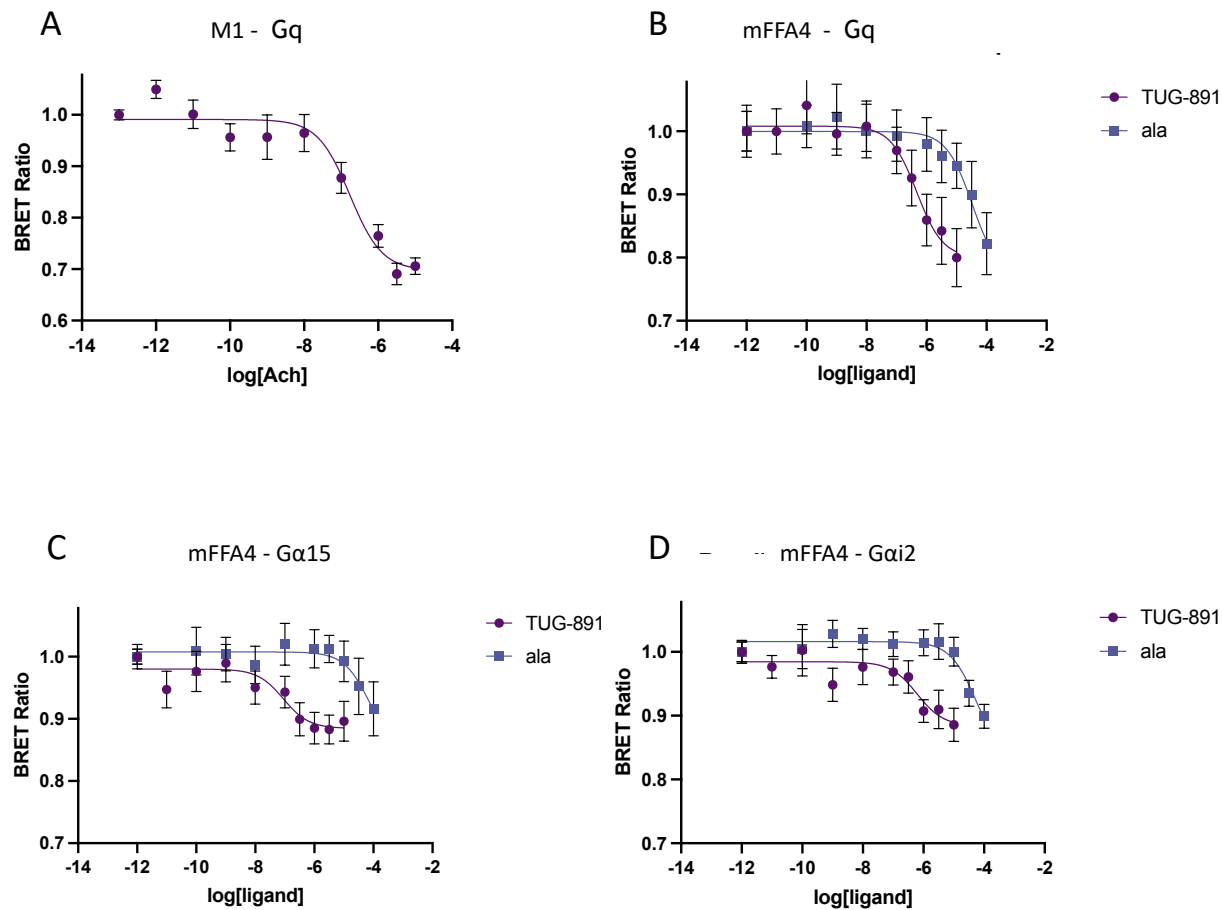 A
M1 - Gq
1.0
0.9
0.8
0.7
0.6
BRET Ratio
-14 -12 -10 -8 -6 -4
log[Ach]
B
mFFA4 - Gq
1.0
0.9
0.8
0.7
BRET Ratio
-14 -12 -10 -8 -6 -4 -2
log[ligand]
TUG-891
ala
C
mFFA4 - Gα15
1.0
0.9
0.8
0.7
BRET Ratio
-14 -12 -10 -8 -6 -4 -2
log[ligand]
TUG-891
ala
D
mFFA4 - Gαi2
1.0
0.9
0.8
0.7
BRET Ratio
-14 -12 -10 -8 -6 -4 -2
log[ligand]
TUG-891
ala